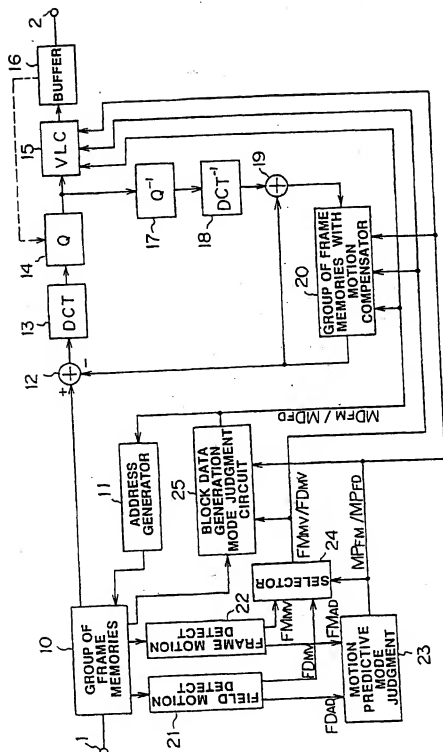 1
10
GROUP OF
FRAME
MEMORIES
11
ADDRESS
GENERATOR
12
+
-
13
DCT
14
Q
15
VLC
16
BUFFER
2
17
Q⁻¹
18
DCT⁻¹
19
20
GROUP OF FRAME
MEMORIES WITH
MOTION
COMPENSATOR
21
FIELD MOTION
DETECT
22
FRAME MOTION
DETECT
25
BLOCK DATA
GENERATION
MODE JUDGMENT
CIRCUIT
24
SELECTOR
23
MOTION
PREDICTIVE
MODE
JUDGMENT
FMMV
FDMV
FMAD
FDAD
FMMV/FDMV
MPFM/MPFD
MDFM/MDFD